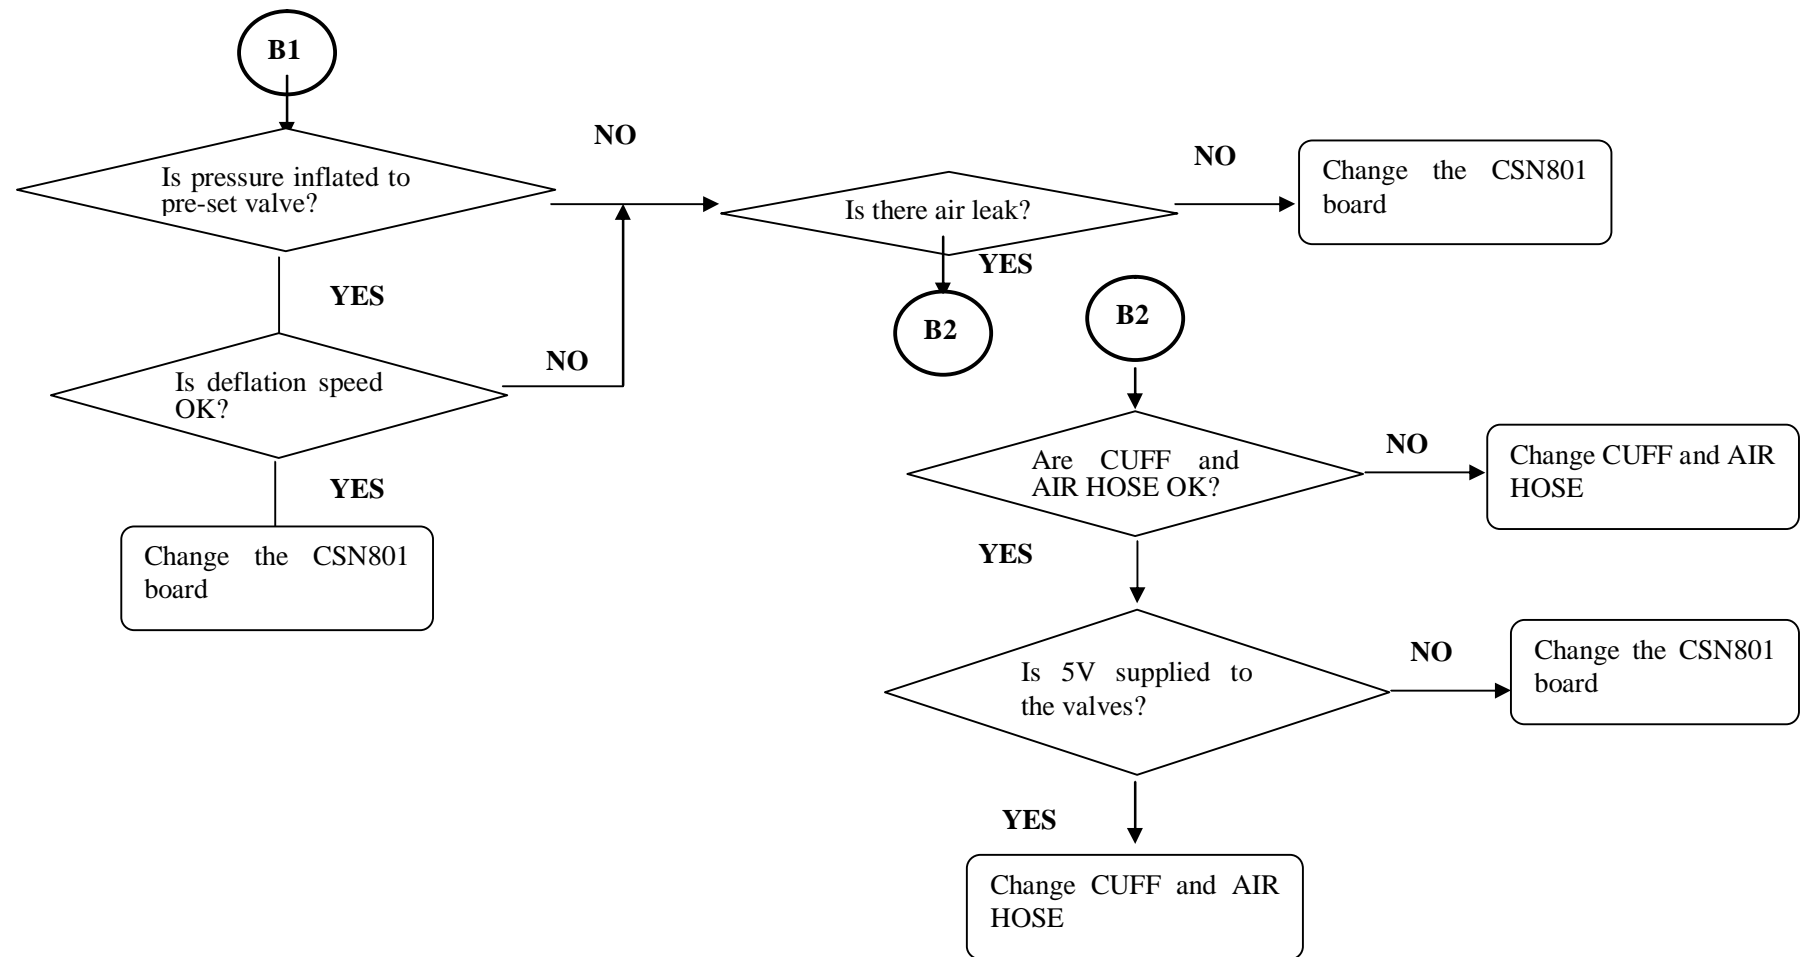 B1
NO
Is pressure inflated to
pre-set valve?
NO
Change the CSN801
board
Is there air leak?
YES
YES
B2
B2
NO
Is deflation speed
OK?
YES
Change the CSN801
board
Are CUFF and
AIR HOSE OK?
NO
Change CUFF and AIR
HOSE
YES
Is 5V supplied to
the valves?
NO
Change the CSN801
board
YES
Change CUFF and AIR
HOSE